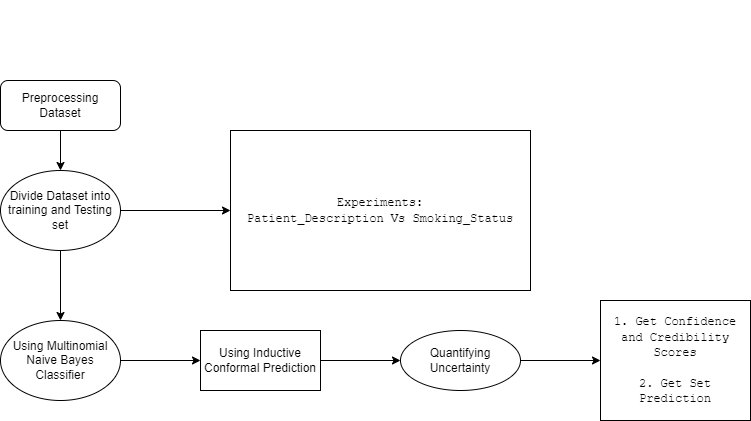 Preprocessing
Dataset
Divide Dataset into
training and Testing
set
Experiments:
Patient_Description Vs Smoking_Status
Using Multinomial
Naive Bayes
Classifier
Using Inductive
Conformal Prediction
Quantifying
Uncertainty
1. Get Confidence
and Credibility
Scores
2. Get Set
Prediction